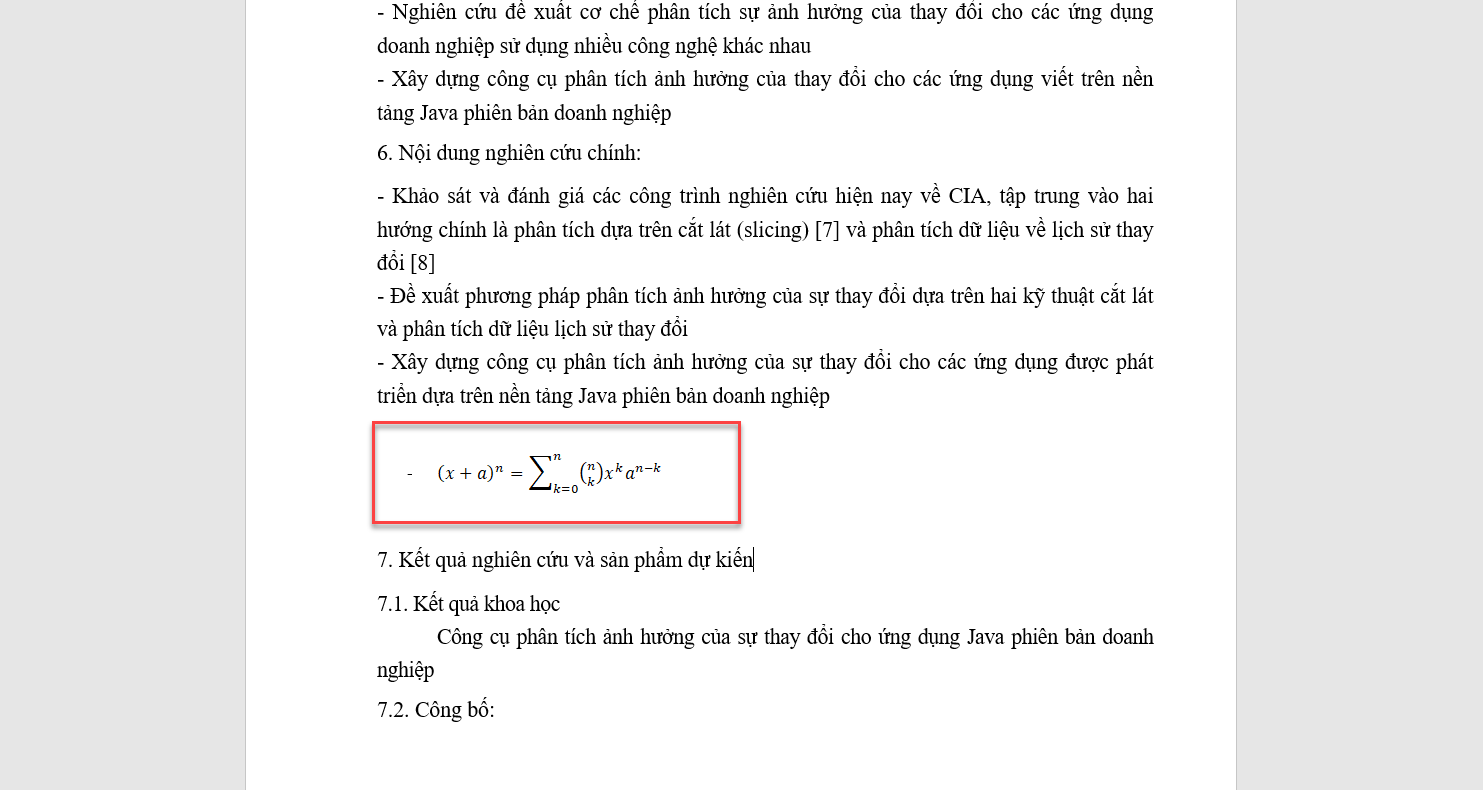 - Nghiên cứu đề xuất cơ chế phân tích sự ảnh hưởng của thay đổi cho các ứng dụng
doanh nghiệp sử dụng nhiều công nghệ khác nhau
- Xây dựng công cụ phân tích ảnh hưởng của thay đổi cho các ứng dụng viết trên nền
tảng Java phiên bản doanh nghiệp
6. Nội dung nghiên cứu chính:
- Khảo sát và đánh giá các công trình nghiên cứu hiện nay về CIA, tập trung vào hai
hướng chính là phân tích dựa trên cắt lát (slicing) [7] và phân tích dữ liệu về lịch sử thay
đổi [8]
- Đề xuất phương pháp phân tích ảnh hưởng của sự thay đổi dựa trên hai kỹ thuật cắt lát
và phân tích dữ liệu lịch sử thay đổi
- Xây dựng công cụ phân tích ảnh hưởng của sự thay đổi cho các ứng dụng được phát
triển dựa trên nền tảng Java phiên bản doanh nghiệp
- (x + a)^n = ∑_{k=0}^{n} (n k) x^k a^{n−k}
7. Kết quả nghiên cứu và sản phẩm dự kiến
7.1. Kết quả khoa học
Công cụ phân tích ảnh hưởng của sự thay đổi cho ứng dụng Java phiên bản doanh
nghiệp
7.2. Công bố: